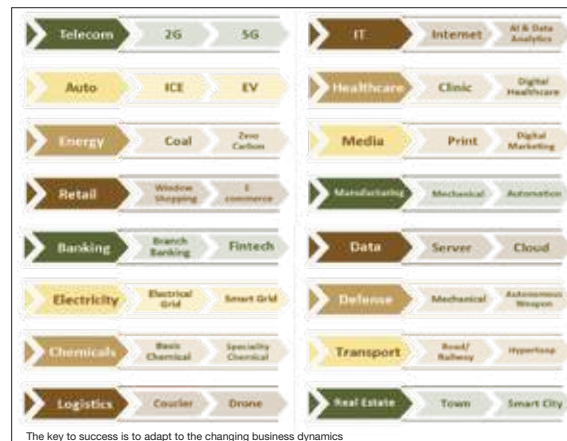 Telecom 2G 5G
Auto ICE EV
Energy Coal Zero
Carbon
Retail Window
Shopping E
commerce
Banking Branch
Banking Fintech
Electricity Electrical
Grid Smart Grid
Chemicals Basic
Chemical Speciality
Chemical
Logistics Courier Drone
IT Internet AI & Data
Analytics
Healthcare Clinic Digital
Healthcare
Media Print Digital
Marketing
Manufacturing Mechanical Automation
Data Server Cloud
Defense Mechanical Autonomous
Weapon
Transport Road/
Railway Hyperloop
Real Estate Town Smart City
The key to success is to adapt to the changing business dynamics